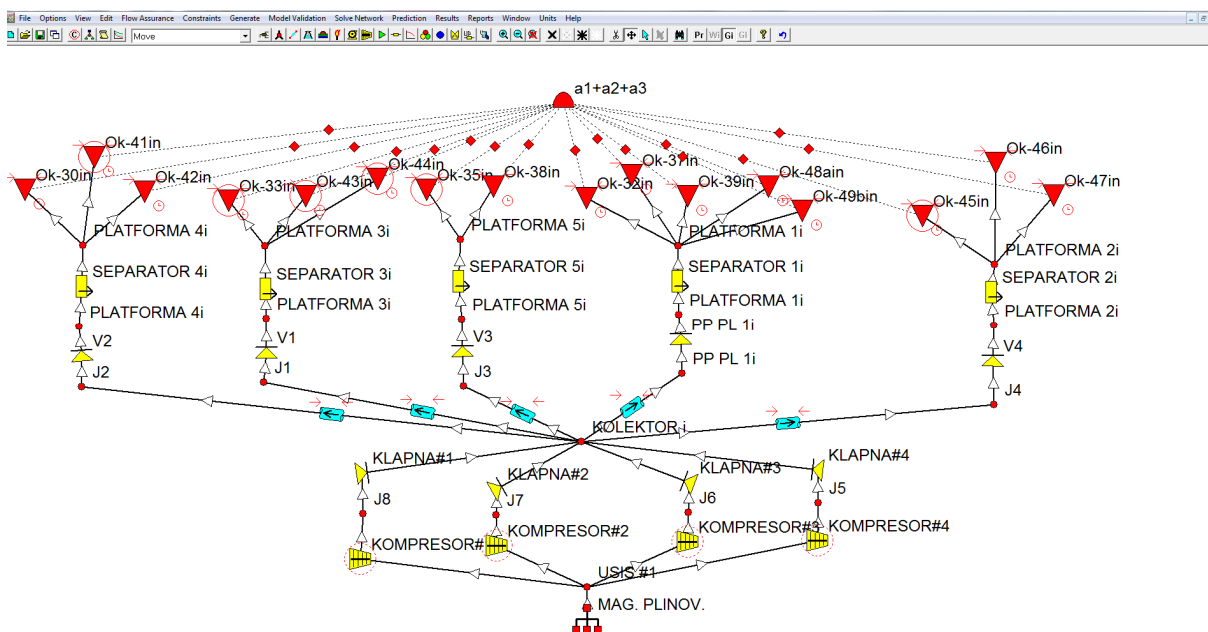 File Options View Edit Flow Assurance Constraints Generate Model Validation Solve Network Prediction Results Reports Window Units Help
Move
Pr Wi Gi Gl
a1+a2+a3
Ok-41in
Ok-30in
Ok-42in
Ok-33in
Ok-43in
Ok-44in
Ok-35in
Ok-38in
Ok-32in
Ok-37in
Ok-39in
Ok-48ain
Ok-49bin
Ok-45in
Ok-46in
Ok-47in
PLATFORMA 4i
PLATFORMA 3i
PLATFORMA 5i
PLATFORMA 1i
PLATFORMA 2i
SEPARATOR 4i
SEPARATOR 3i
SEPARATOR 5i
SEPARATOR 1i
SEPARATOR 2i
PLATFORMA 4i
PLATFORMA 3i
PLATFORMA 5i
PLATFORMA 1i
PLATFORMA 2i
V2
V1
V3
PP PL 1i
V4
J2
J1
J3
PP PL 1i
J4
KOLEKTOR i
KLAPNA#1
KLAPNA#2
KLAPNA#3
KLAPNA#4
J8
J7
J6
J5
KOMPRESOR#
KOMPRESOR#2
KOMPRESOR#3
KOMPRESOR#4
USIS #1
MAG. PLINOV.